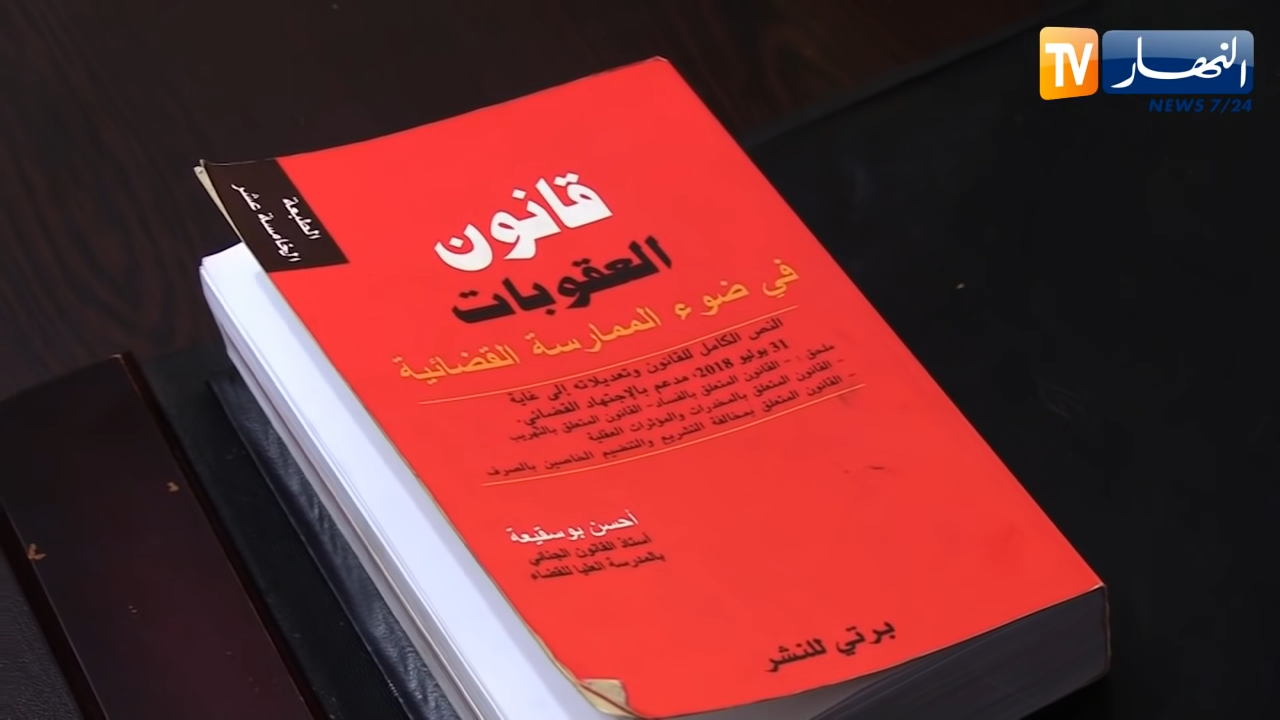 النهار TV
NEWS 7/24
الطبعة
الخامسة عشر
قانون
العقوبات
في ضوء الممارسة القضائية
النص الكامل للقانون وتعديلاته إلى غاية
31 يوليو 2018، مدعم بالإجتهاد القضائي.
ملحق : - القانون المتعلق بالفساد - القانون المتعلق بالتهريب
- القانون المتعلق بالمخدرات والمؤثرات العقلية
- القانون المتعلق بمخالفة التشريع والتنضيم الخاصين بالصرف
أحسن بوسقيعة
أستاذ القانون الجنائي
بالمدرسة العليا للقضاء
برتي للنشر